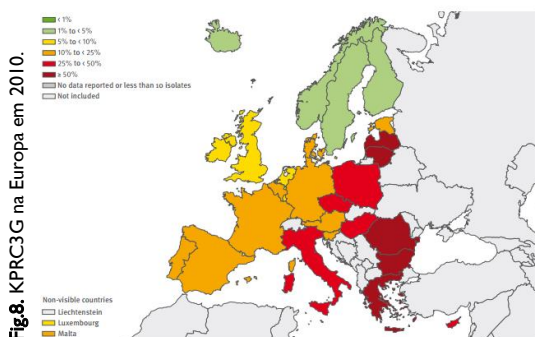 Fig.8. KPRC3G na Europa em 2010.
< 1%
1% to < 5%
5% to < 10%
10% to < 25%
25% to < 50%
≥ 50%
No data reported or less than 10 isolates
Not included
Non-visible countries
Liechtenstein
Luxembourg
Malta